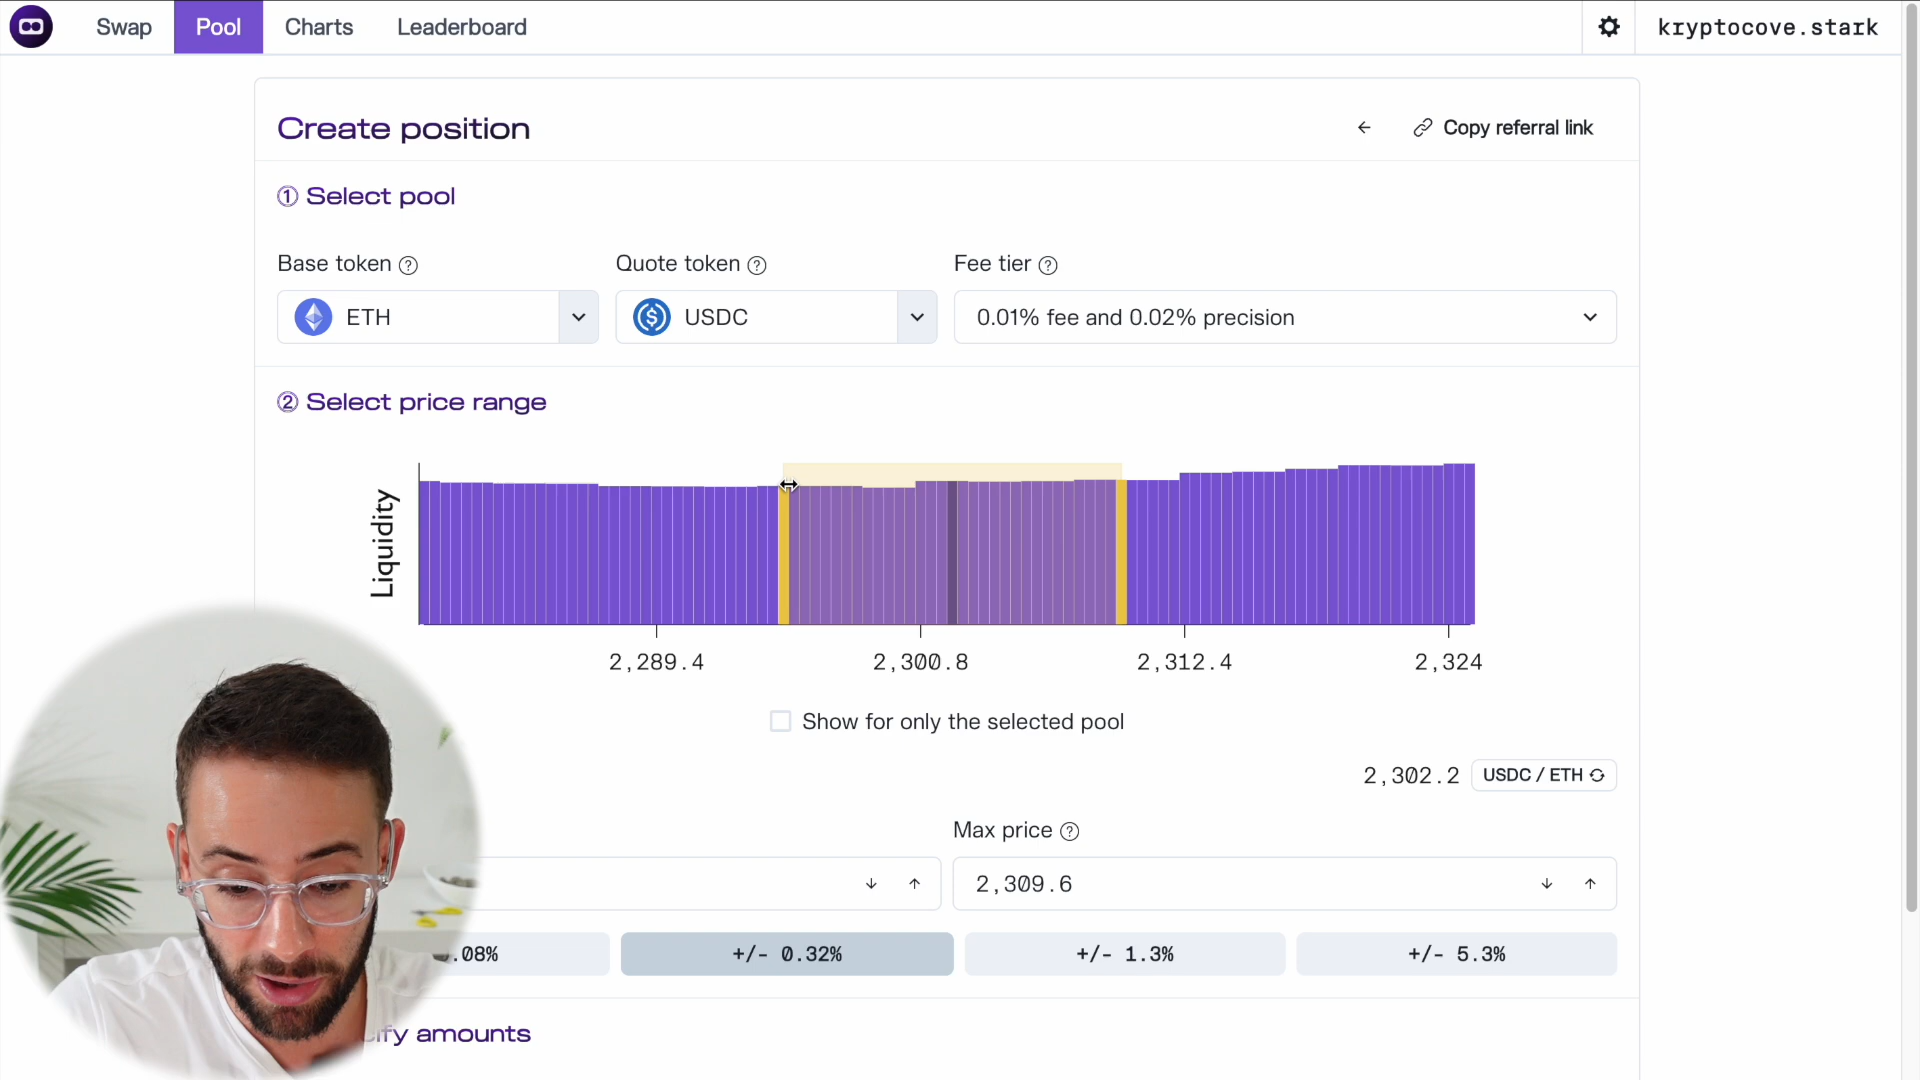 Swap Pool Charts Leaderboard kryptocove.stark
Create position
Copy referral link
① Select pool
Base token ? Quote token ? Fee tier ?
ETH USDC 0.01% fee and 0.02% precision
② Select price range
Liquidity
2,289.4 2,300.8 2,312.4 2,324
Show for only the selected pool
2,302.2 USDC / ETH
Max price ?
2,309.6
.08% +/- 0.32% +/- 1.3% +/- 5.3%
ify amounts